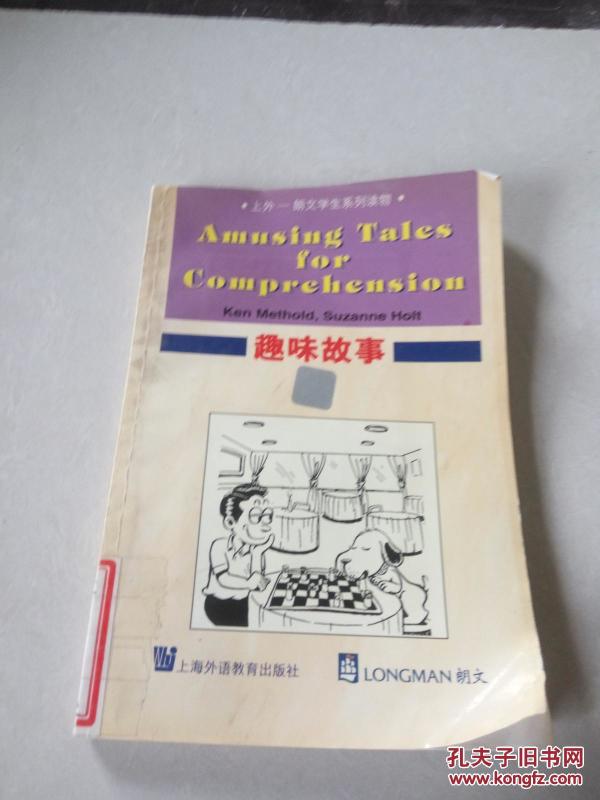 • 上外—朗文学生系列读物 •
Amusing Tales
for
Comprehension
Ken Methold, Suzanne Holt
趣味故事
上海外语教育出版社
LONGMAN 朗文
孔夫子旧书网
www.kongfz.com